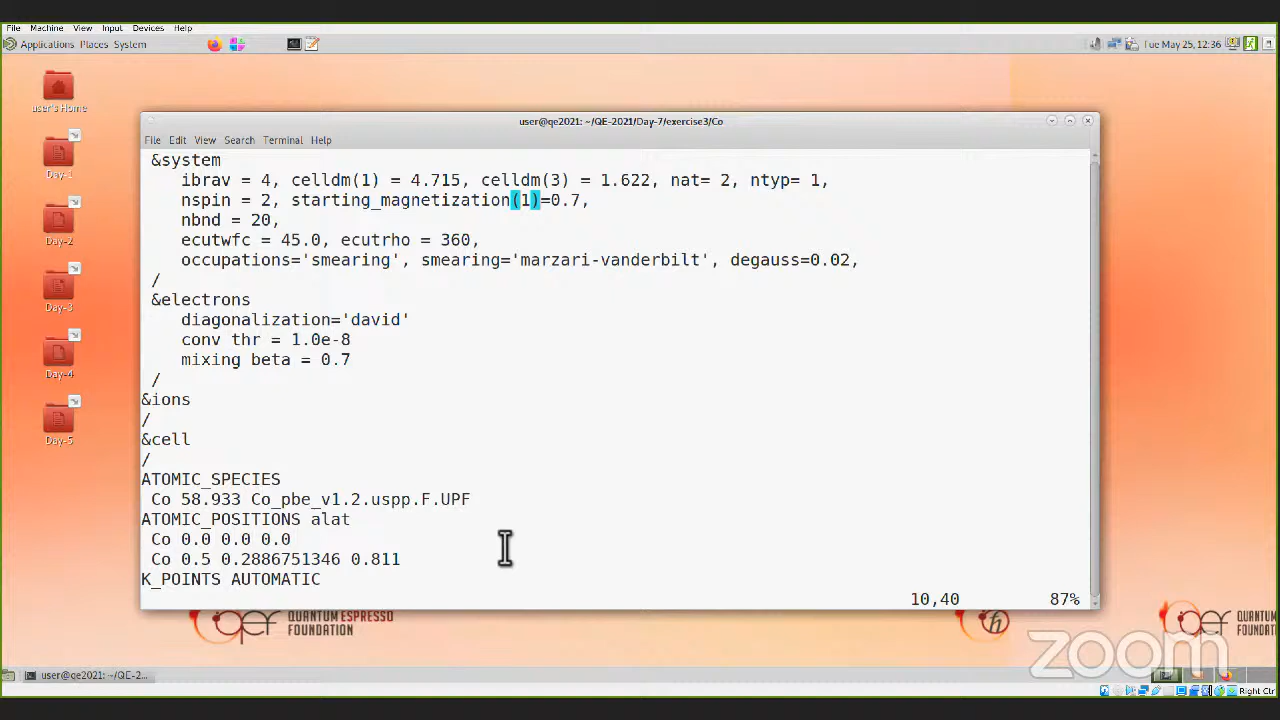 File Machine View Input Devices Help
Applications Places System
Tue May 25, 12:36
user's Home
Day-1
Day-2
Day-3
Day-4
Day-5
user@qe2021: ~/QE-2021/Day-7/exercise3/Co
File Edit View Search Terminal Help
&system
ibrav = 4, celldm(1) = 4.715, celldm(3) = 1.622, nat= 2, ntyp= 1,
nspin = 2, starting_magnetization(1)=0.7,
nbnd = 20,
ecutwfc = 45.0, ecutrho = 360,
occupations='smearing', smearing='marzari-vanderbilt', degauss=0.02,
/
&electrons
diagonalization='david'
conv thr = 1.0e-8
mixing beta = 0.7
/
&ions
/
&cell
/
ATOMIC_SPECIES
Co 58.933 Co_pbe_v1.2.uspp.F.UPF
ATOMIC_POSITIONS alat
Co 0.0 0.0 0.0
Co 0.5 0.2886751346 0.811
K_POINTS AUTOMATIC
10,40 87%
QUANTUM ESPRESSO
FOUNDATION
QUANTUM
FOUNDAT
zoom
user@qe2021: ~/QE-2...
Right Ctrl